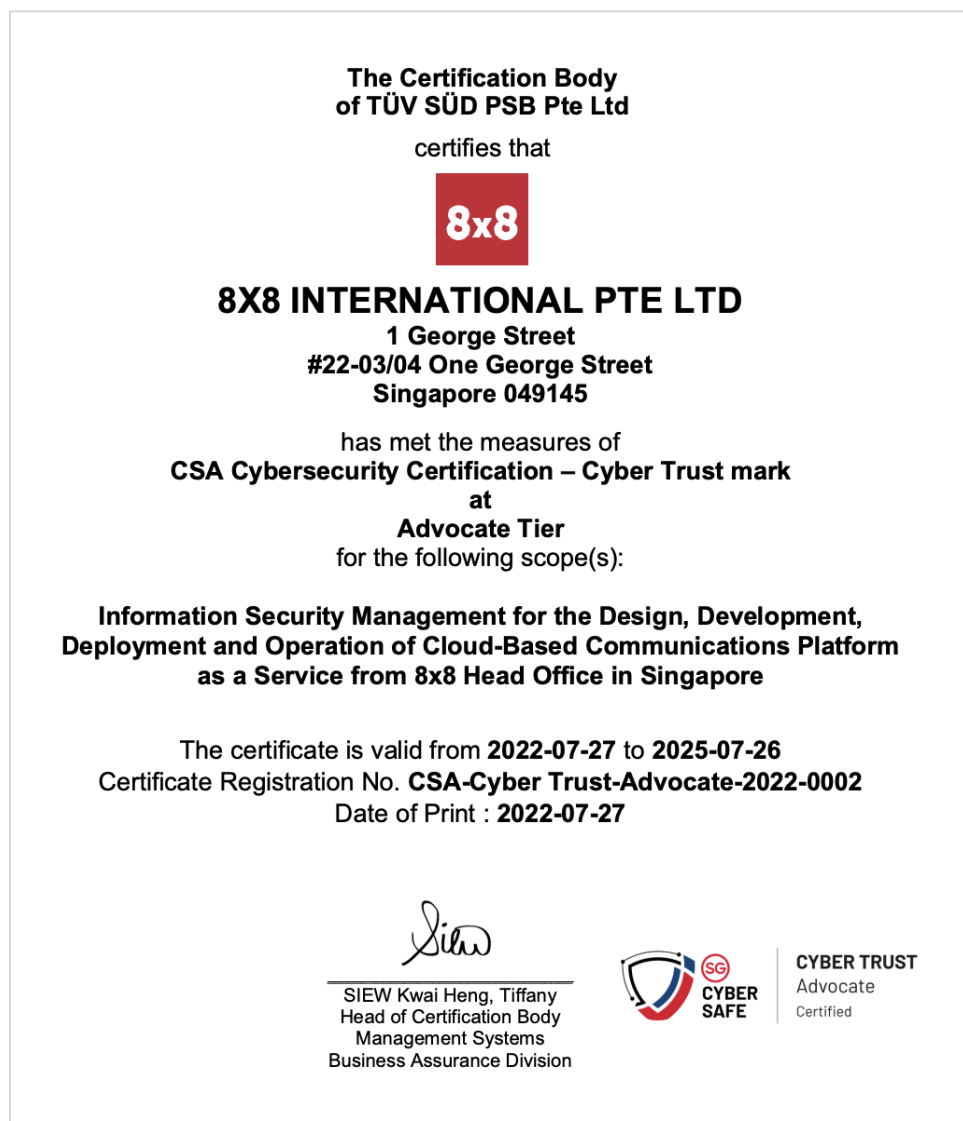 The Certification Body
of TÜV SÜD PSB Pte Ltd
certifies that
8x8
8X8 INTERNATIONAL PTE LTD
1 George Street
#22-03/04 One George Street
Singapore 049145
has met the measures of
CSA Cybersecurity Certification – Cyber Trust mark
at
Advocate Tier
for the following scope(s):
Information Security Management for the Design, Development,
Deployment and Operation of Cloud-Based Communications Platform
as a Service from 8x8 Head Office in Singapore
The certificate is valid from 2022-07-27 to 2025-07-26
Certificate Registration No. CSA-Cyber Trust-Advocate-2022-0002
Date of Print : 2022-07-27
Siew
SIEW Kwai Heng, Tiffany
Head of Certification Body
Management Systems
Business Assurance Division
SG
CYBER
SAFE
CYBER TRUST
Advocate
Certified